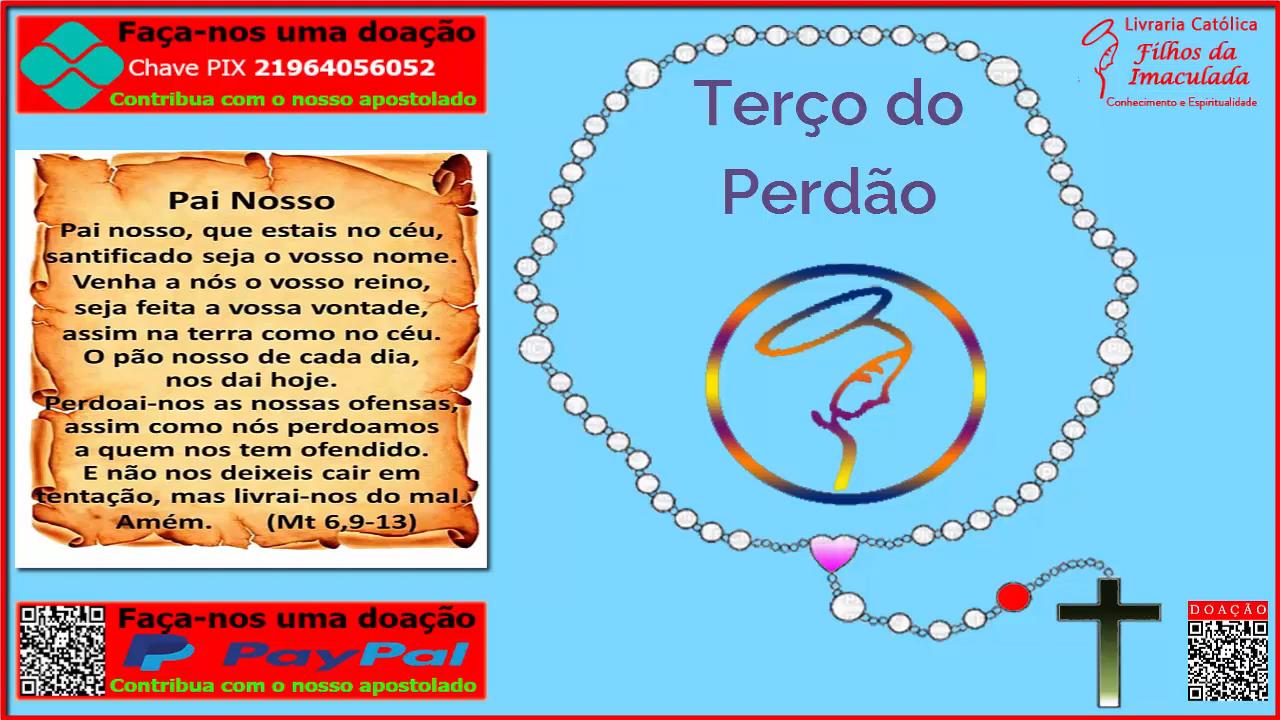 Faça-nos uma doação
Chave PIX 21964056052
Contribua com o nosso apostolado
Pai Nosso
Pai nosso, que estais no céu,
santificado seja o vosso nome.
Venha a nós o vosso reino,
seja feita a vossa vontade,
assim na terra como no céu.
O pão nosso de cada dia,
nos dai hoje.
Perdoai-nos as nossas ofensas,
assim como nós perdoamos
a quem nos tem ofendido.
E não nos deixeis cair em
tentação, mas livrai-nos do mal.
Amém. (Mt 6,9-13)
Faça-nos uma doação
PayPal
Contribua com o nosso apostolado
Terço do
Perdão
Livraria Católica
Filhos da
Imaculada
Conhecimento e Espiritualidade
DOAÇÃO